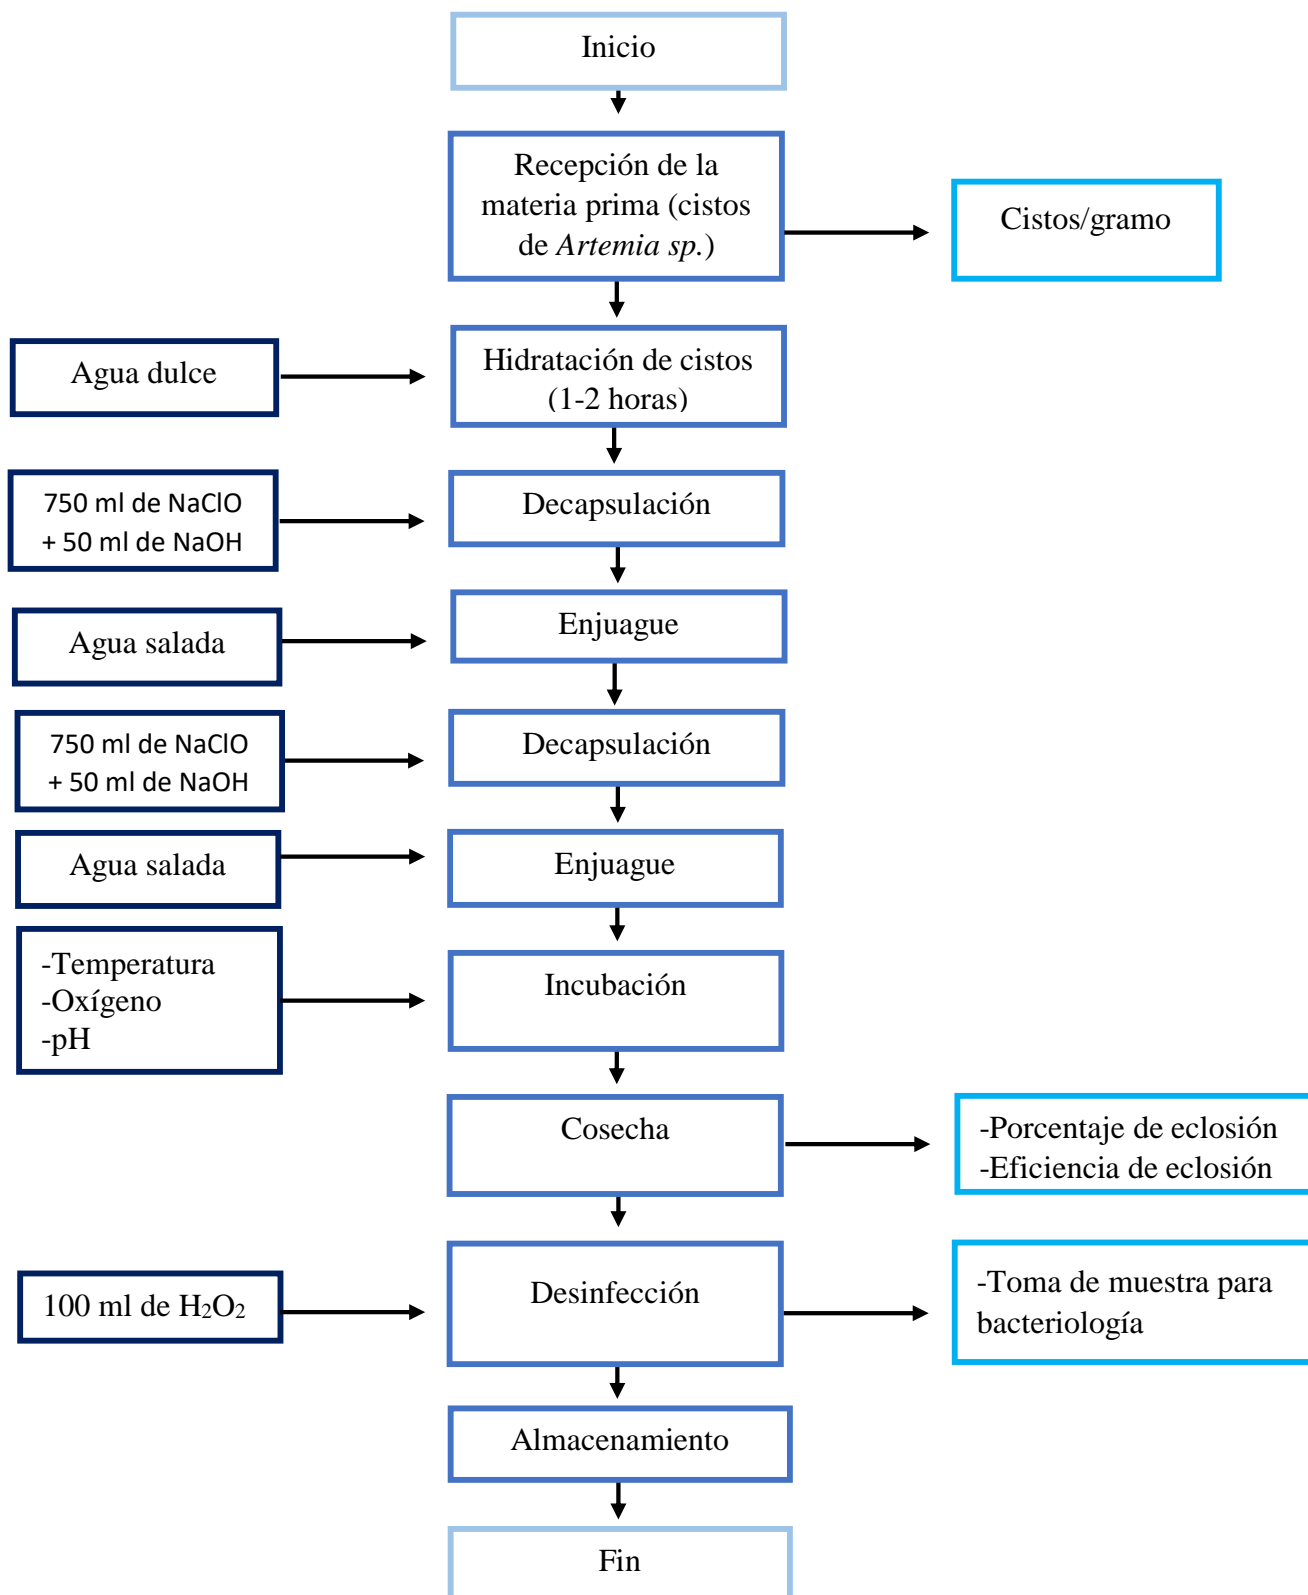 Inicio
Recepción de la
materia prima (cistos
de Artemia sp.)
Cistos/gramo
Agua dulce
Hidratación de cistos
(1-2 horas)
750 ml de NaClO
+ 50 ml de NaOH
Decapsulación
Agua salada
Enjuague
750 ml de NaClO
+ 50 ml de NaOH
Decapsulación
Agua salada
Enjuague
-Temperatura
-Oxígeno
-pH
Incubación
Cosecha
-Porcentaje de eclosión
-Eficiencia de eclosión
100 ml de H₂O₂
Desinfección
-Toma de muestra para
bacteriología
Almacenamiento
Fin